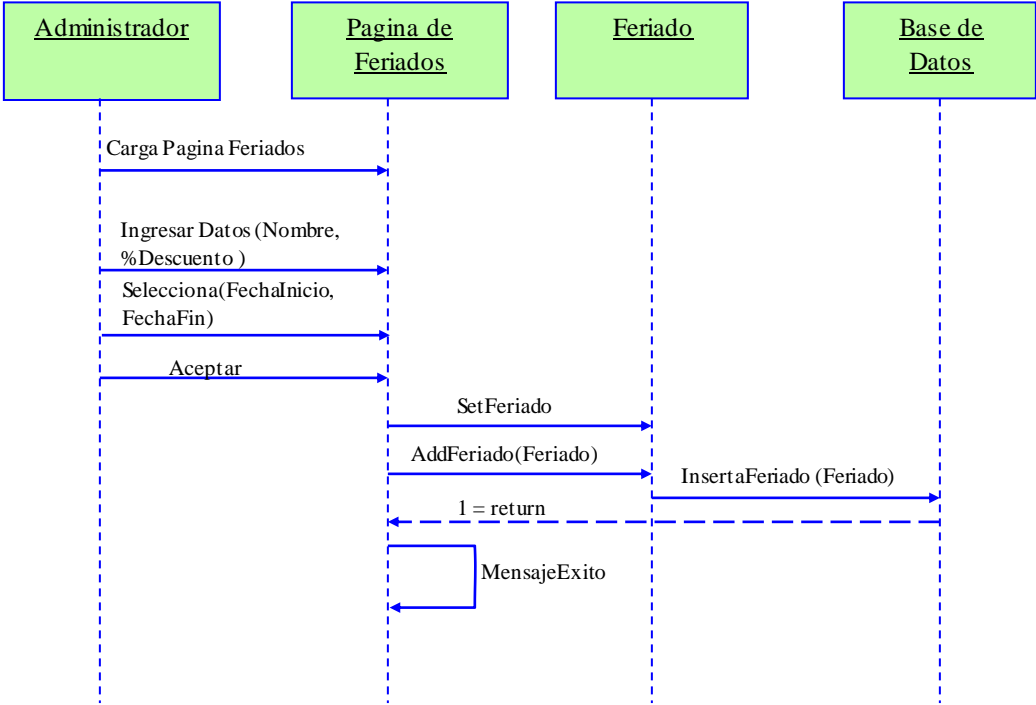 Administrador
Pagina de
Feriados
Feriado
Base de
Datos
Carga Pagina Feriados
Ingresar Datos (Nombre,
%Descuento )
Selecciona(FechaInicio,
FechaFin)
Aceptar
SetFeriado
AddFeriado(Feriado)
InsertaFeriado (Feriado)
1 = return
MensajeExito